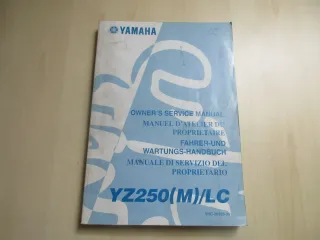 YAMAHA
OWNER'S SERVICE MANUAL
MANUEL D'ATELIER DU
PROPRIETAIRE
FAHRER- UND
WARTUNGS-HANDBUCH
MANUALE DI SERVIZIO DEL
PROPRIETARIO
YZ250(M)/LC